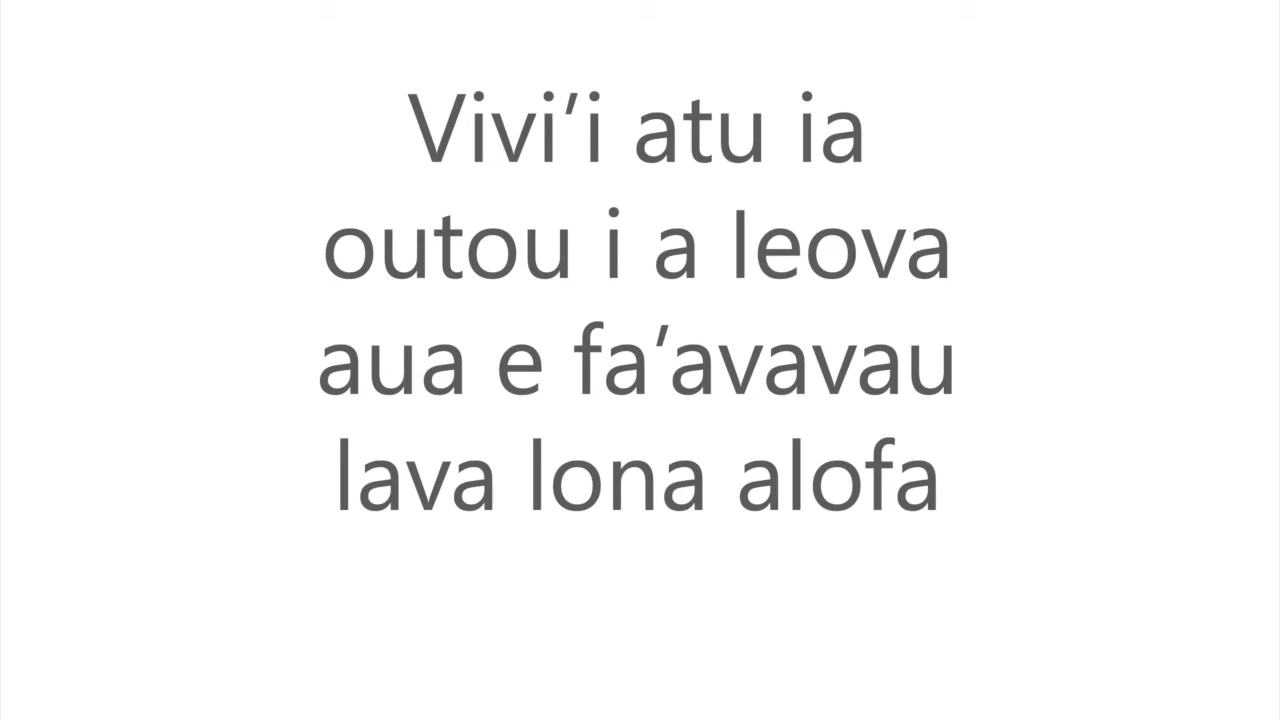 Vivi’i atu ia
outou i a leova
aua e fa’avavau
lava lona alofa